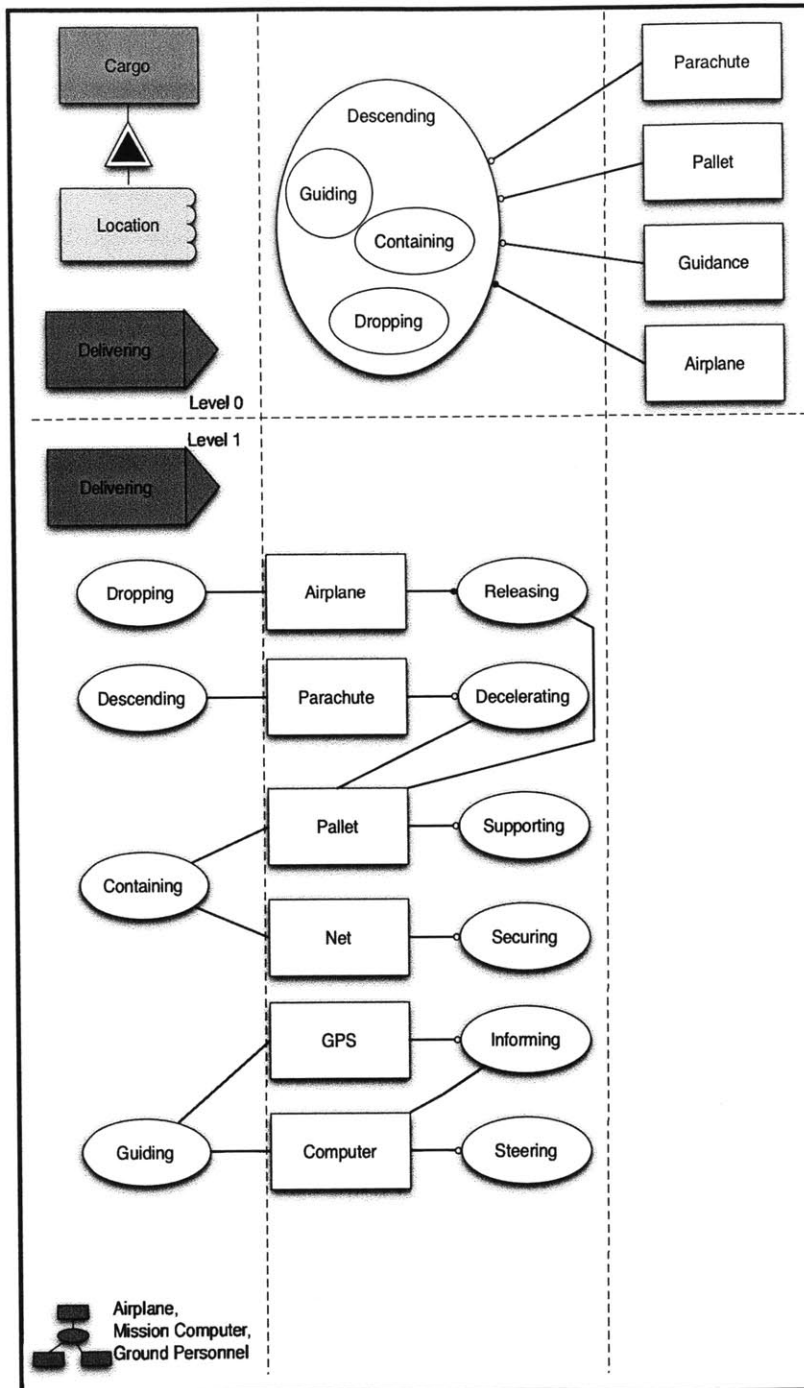 Cargo
Location
Delivering
Level 0
Descending
Guiding
Containing
Dropping
Parachute
Pallet
Guidance
Airplane
Level 1
Delivering
Dropping
Airplane
Releasing
Descending
Parachute
Decelerating
Containing
Pallet
Supporting
Net
Securing
Guiding
GPS
Informing
Computer
Steering
Airplane,
Mission Computer,
Ground Personnel